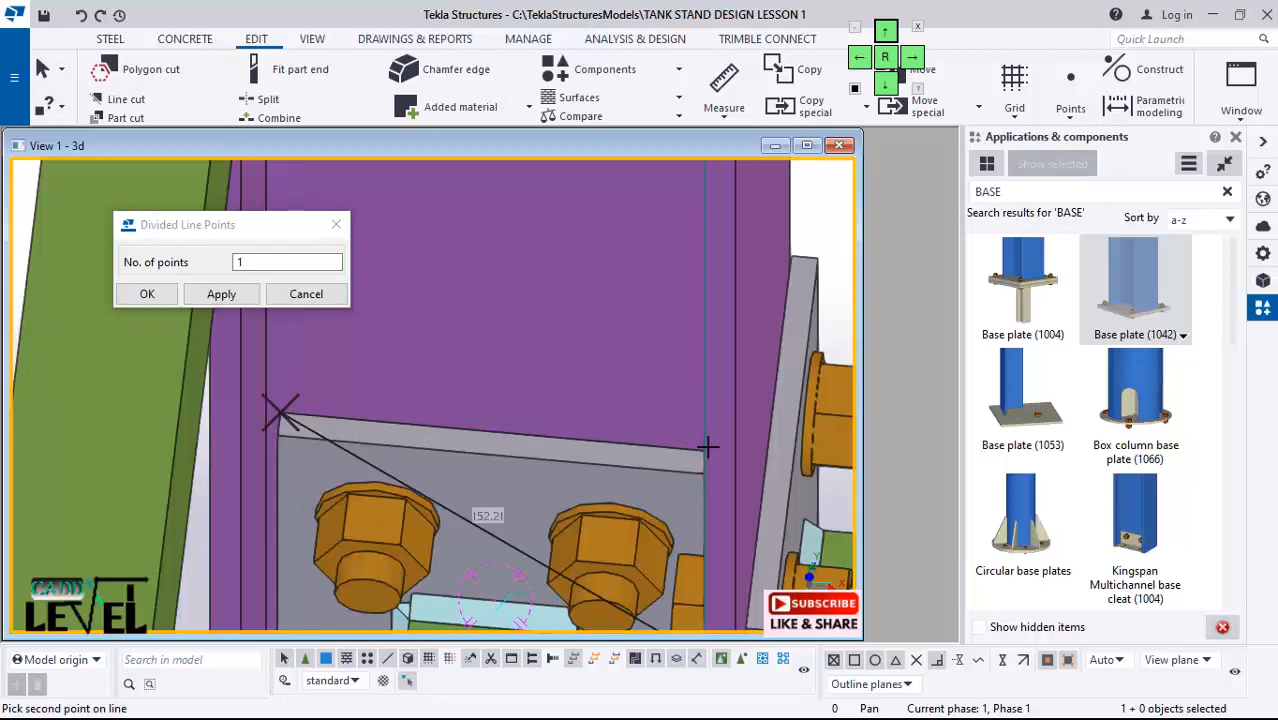 Tekla Structures - C:\TeklaStructuresModels\TANK STAND DESIGN LESSON 1
Log in
STEEL CONCRETE EDIT VIEW DRAWINGS & REPORTS MANAGE ANALYSIS & DESIGN TRIMBLE CONNECT
Quick Launch
R
Polygon cut Fit part end Chamfer edge Components Copy Move Construct
Line cut Split Added material Surfaces Measure Copy special Move special Grid Points Parametric modeling Window
Part cut Combine Compare
View 1 - 3d
Applications & components
Show selected
BASE
Search results for 'BASE' Sort by a-z
Divided Line Points
No. of points 1
OK Apply Cancel
152.21
Base plate (1004) Base plate (1042)
Base plate (1053) Box column base plate (1066)
Circular base plates Kingspan Multichannel base cleat (1004)
Y
Z
X
CADD
LEVEL
SUBSCRIBE
LIKE & SHARE
Show hidden items
Model origin Search in model
standard
Auto View plane
Outline planes
Pick second point on line 0 Pan Current phase: 1, Phase 1 1 + 0 objects selected